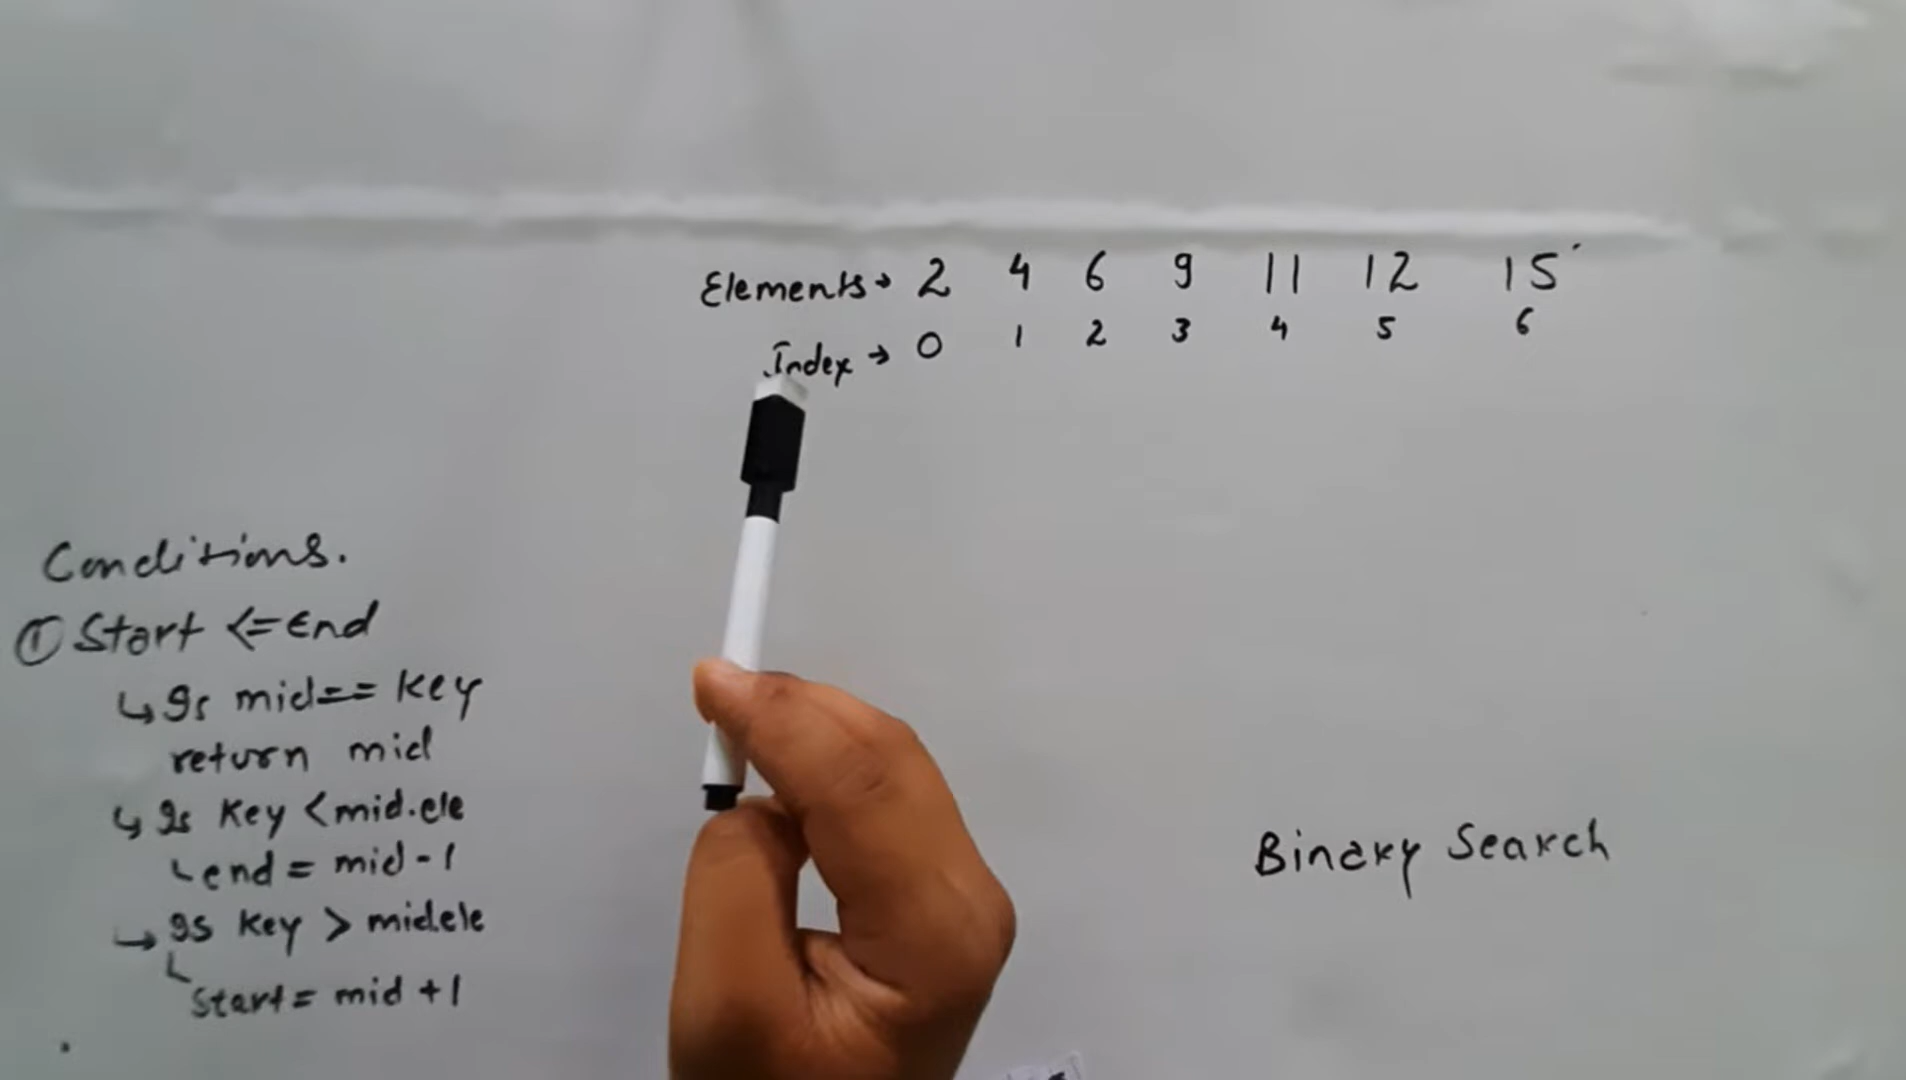 Elements → 2 4 6 9 11 12 15
Index → 0 1 2 3 4 5 6
Conditions.
① Start <= End
↳ Is mid == key
return mid
↳ Is key < mid.ele
↳ end = mid - 1
↳ Is key > mid.ele
↳ Start = mid + 1
Binary Search